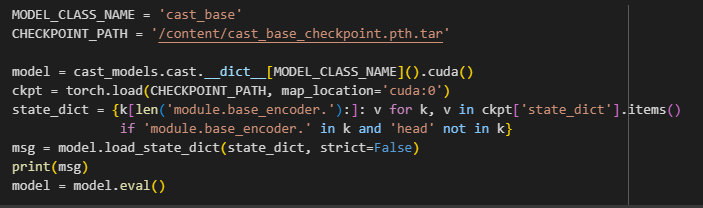 MODEL_CLASS_NAME = 'cast_base'
CHECKPOINT_PATH = '/content/cast_base_checkpoint.pth.tar'
model = cast_models.cast.__dict__[MODEL_CLASS_NAME]().cuda()
ckpt = torch.load(CHECKPOINT_PATH, map_location='cuda:0')
state_dict = {k[len('module.base_encoder.'):]: v for k, v in ckpt['state_dict'].items()
              if 'module.base_encoder.' in k and 'head' not in k}
msg = model.load_state_dict(state_dict, strict=False)
print(msg)
model = model.eval()